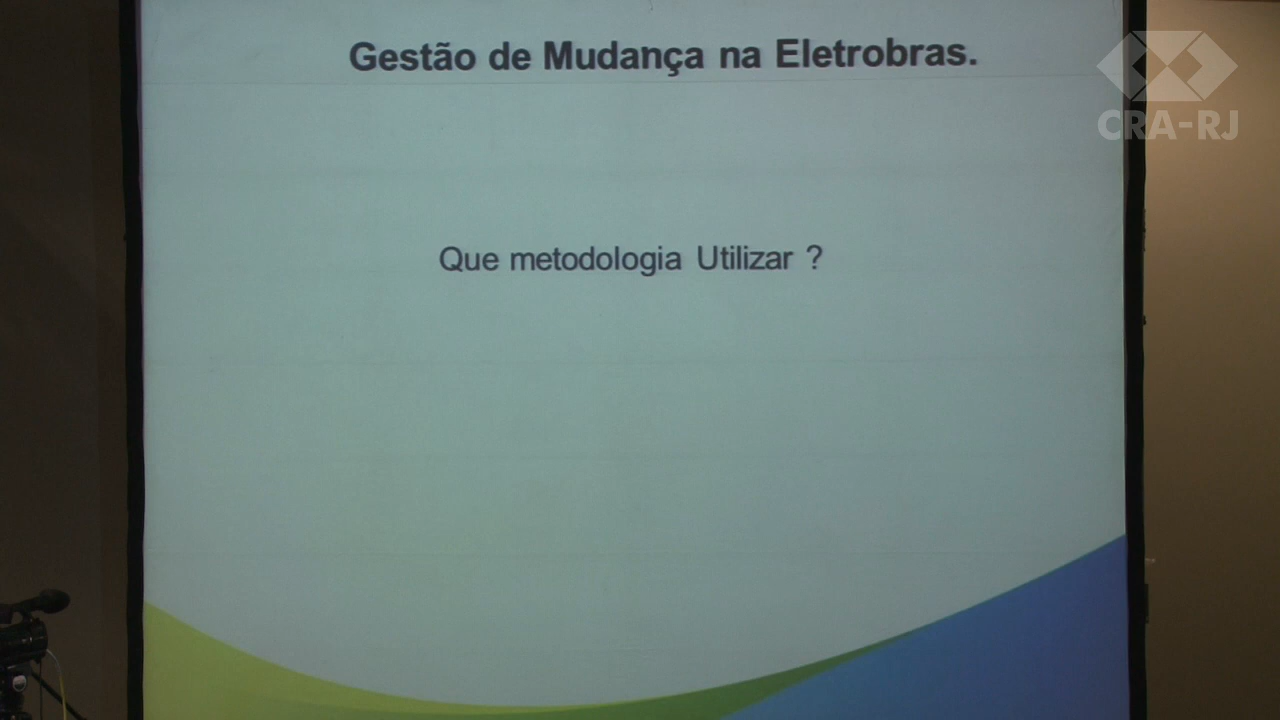 Gestão de Mudança na Eletrobras.
CRA-RJ
Que metodologia Utilizar ?